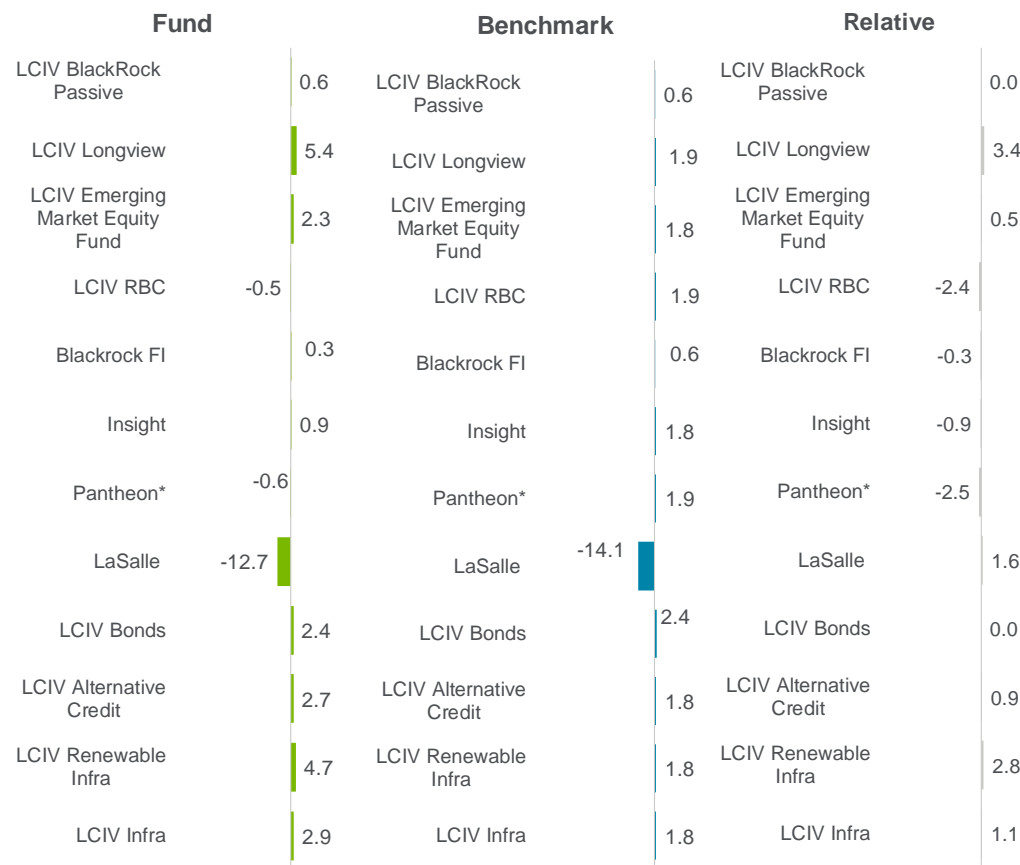 Fund
LCIV BlackRock
Passive
0.6
LCIV Longview
5.4
LCIV Emerging
Market Equity
Fund
2.3
LCIV RBC
-0.5
Blackrock FI
0.3
Insight
0.9
Pantheon*
-0.6
LaSalle
-12.7
LCIV Bonds
2.4
LCIV Alternative
Credit
2.7
LCIV Renewable
Infra
4.7
LCIV Infra
2.9
Benchmark
LCIV BlackRock
Passive
0.6
LCIV Longview
1.9
LCIV Emerging
Market Equity
Fund
1.8
LCIV RBC
1.9
Blackrock FI
0.6
Insight
1.8
Pantheon*
1.9
LaSalle
-14.1
LCIV Bonds
2.4
LCIV Alternative
Credit
1.8
LCIV Renewable
Infra
1.8
LCIV Infra
1.8
Relative
LCIV BlackRock
Passive
0.0
LCIV Longview
3.4
LCIV Emerging
Market Equity
Fund
0.5
LCIV RBC
-2.4
Blackrock FI
-0.3
Insight
-0.9
Pantheon*
-2.5
LaSalle
1.6
LCIV Bonds
0.0
LCIV Alternative
Credit
0.9
LCIV Renewable
Infra
2.8
LCIV Infra
1.1